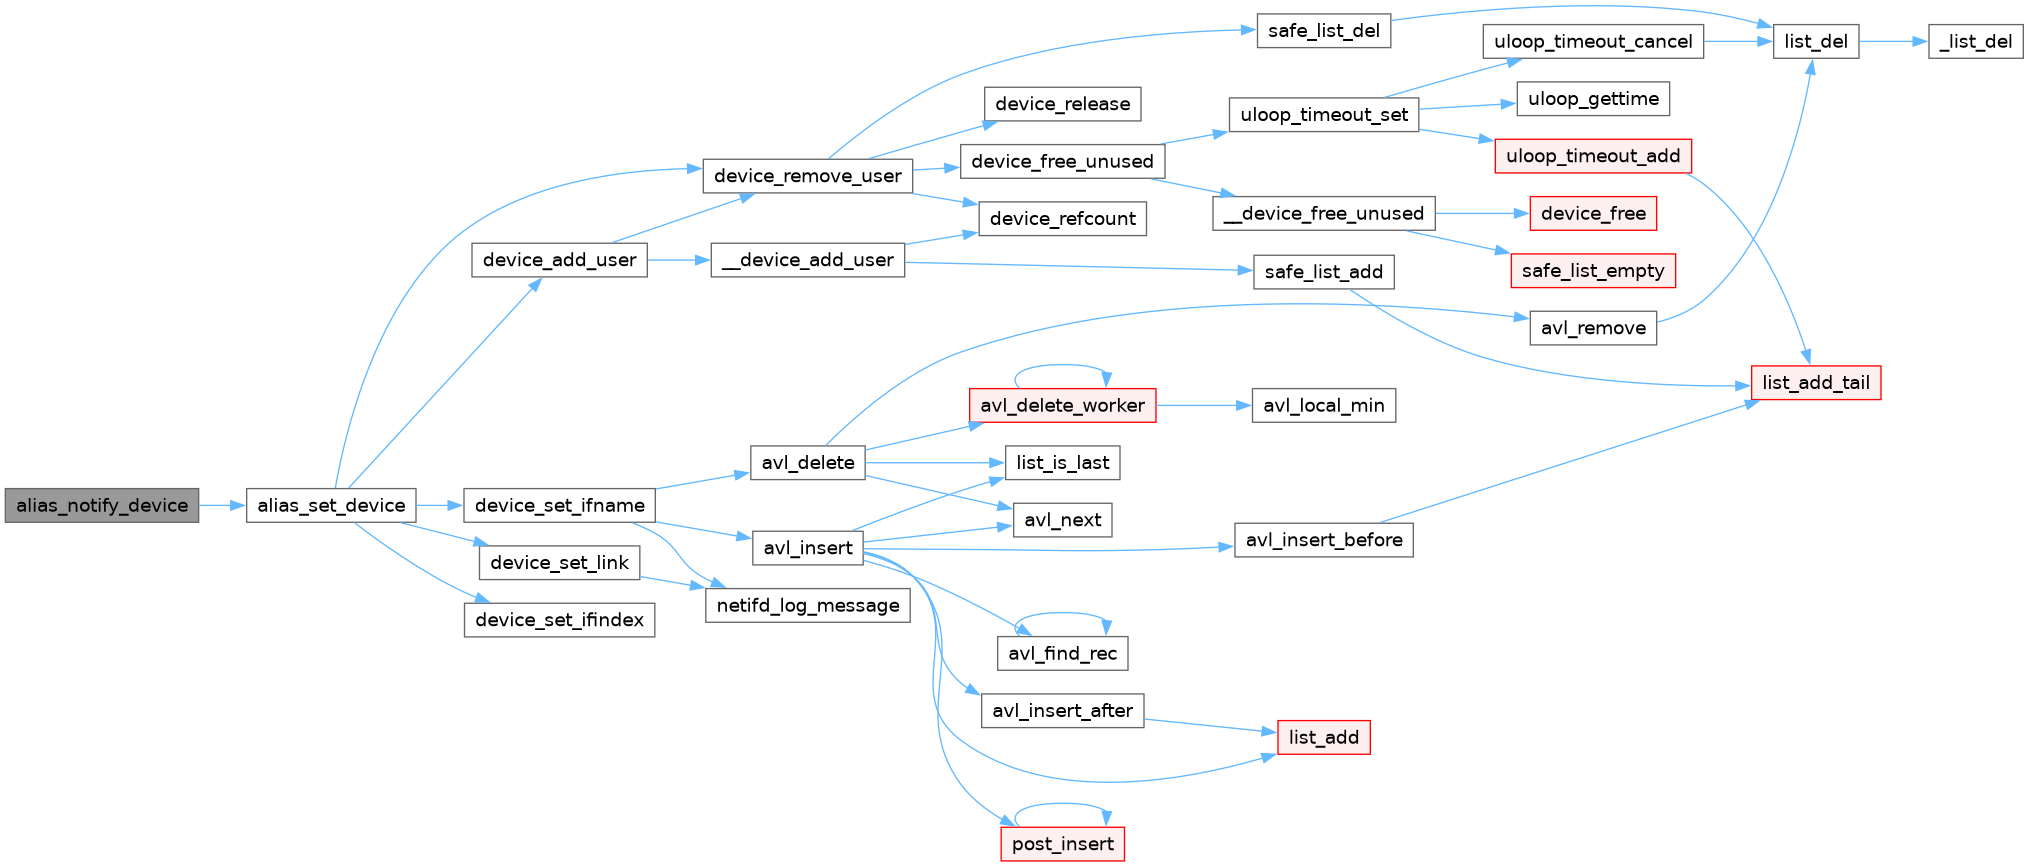 alias_notify_device
alias_set_device
device_add_user
device_set_ifname
device_set_link
device_set_ifindex
device_remove_user
__device_add_user
avl_delete
avl_insert
netifd_log_message
device_release
device_free_unused
device_refcount
avl_delete_worker
list_is_last
avl_next
avl_find_rec
avl_insert_after
post_insert
safe_list_del
uloop_timeout_set
__device_free_unused
safe_list_add
avl_local_min
avl_insert_before
list_add
uloop_timeout_cancel
uloop_gettime
uloop_timeout_add
device_free
safe_list_empty
avl_remove
list_del
list_add_tail
_list_del